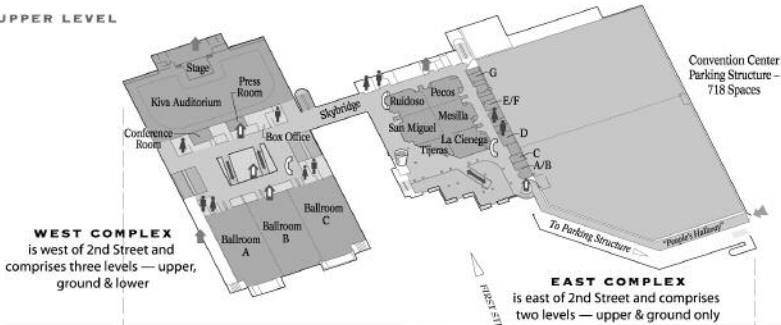 UPPER LEVEL
Stage
Kiva Auditorium
Press
Room
Conference
Room
Box Office
Skybridge
Ballroom
A
Ballroom
B
Ballroom
C
Ruidoso
Pecos
Mesilla
San Miguel
La Cienega
Tijeras
G
E/F
D
C
A/B
Convention Center
Parking Structure –
718 Spaces
To Parking Structure
"People's Hallway"
WEST COMPLEX
is west of 2nd Street and
comprises three levels — upper,
ground & lower
EAST COMPLEX
is east of 2nd Street and comprises
two levels — upper & ground only
FIRST